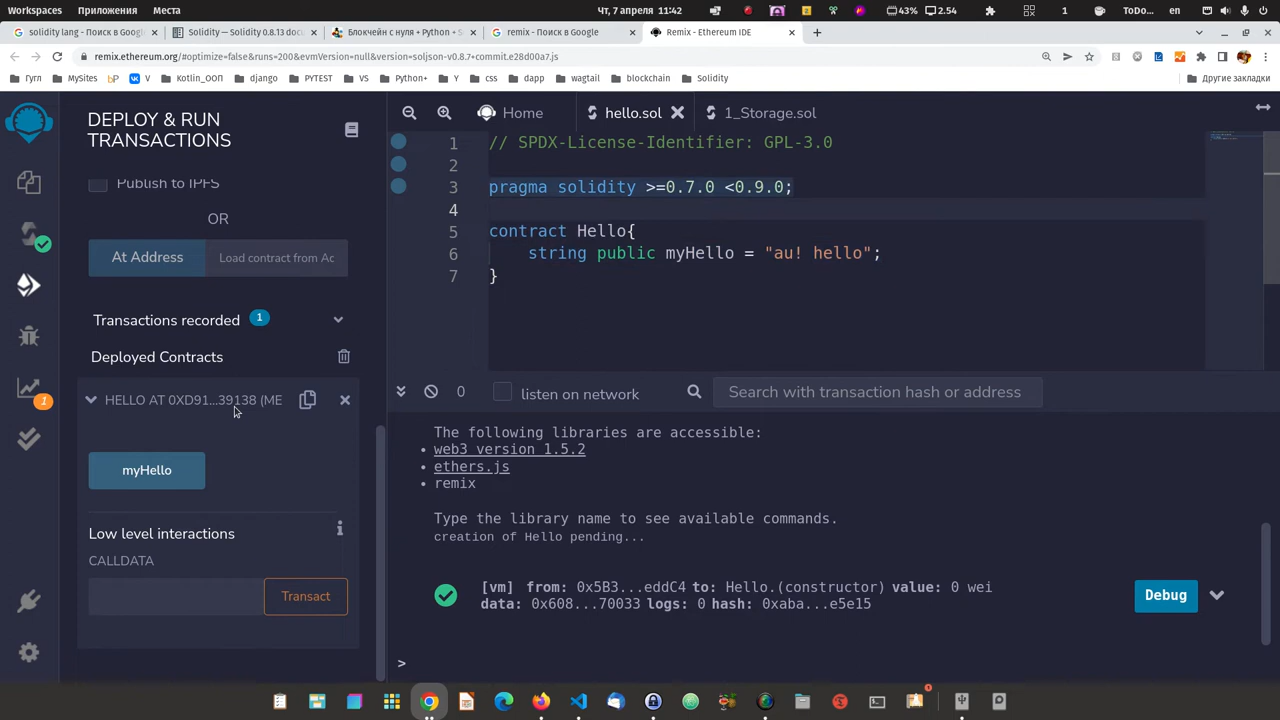 Workspaces Приложения Места
Чт, 7 апреля 11:42
43% 2.54 ToDo... en
solidity lang - Поиск в Goog
Solidity — Solidity 0.8.13 docu
Блокчейн с нуля + Python + S
remix - Поиск в Google
Remix - Ethereum IDE
remix.ethereum.org/#optimize=false&runs=200&evmVersion=null&version=soljson-v0.8.7+commit.e28d00a7.js
Гугл MySites V Kotlin_ООП django PYTEST VS Python+ Y css dapp wagtail blockchain Solidity Другие закладки
DEPLOY & RUN
TRANSACTIONS
Publish to IPFS
OR
At Address Load contract from Ac
Transactions recorded 1
Deployed Contracts
HELLO AT 0XD91...39138 (ME
myHello
Low level interactions
CALLDATA
Transact
1
Home hello.sol 1_Storage.sol
1 // SPDX-License-Identifier: GPL-3.0
2
3 pragma solidity >=0.7.0 <0.9.0;
4
5 contract Hello{
6 string public myHello = "au! hello";
7 }
0 listen on network Search with transaction hash or address
The following libraries are accessible:
• web3 version 1.5.2
• ethers.js
• remix
Type the library name to see available commands.
creation of Hello pending...
[vm] from: 0x5B3...eddC4 to: Hello.(constructor) value: 0 wei
data: 0x608...70033 logs: 0 hash: 0xaba...e5e15
Debug
>